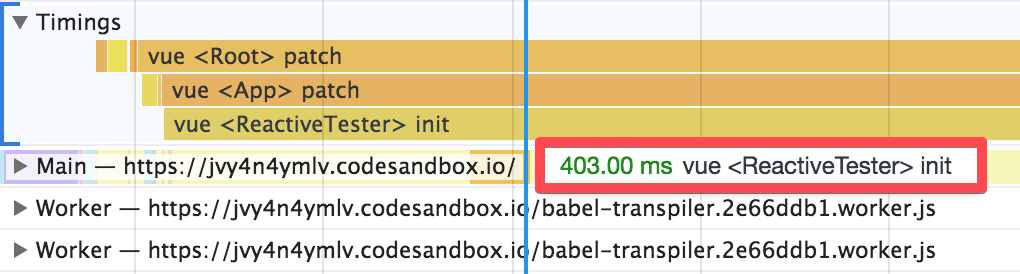 Timings
vue <Root> patch
vue <App> patch
vue <ReactiveTester> init
Main — https://jvy4n4ymlv.codesandbox.io/
403.00 ms vue <ReactiveTester> init
Worker — https://jvy4n4ymlv.codesandbox.io/babel-transpiler.2e66ddb1.worker.js
Worker — https://jvy4n4ymlv.codesandbox.io/babel-transpiler.2e66ddb1.worker.js